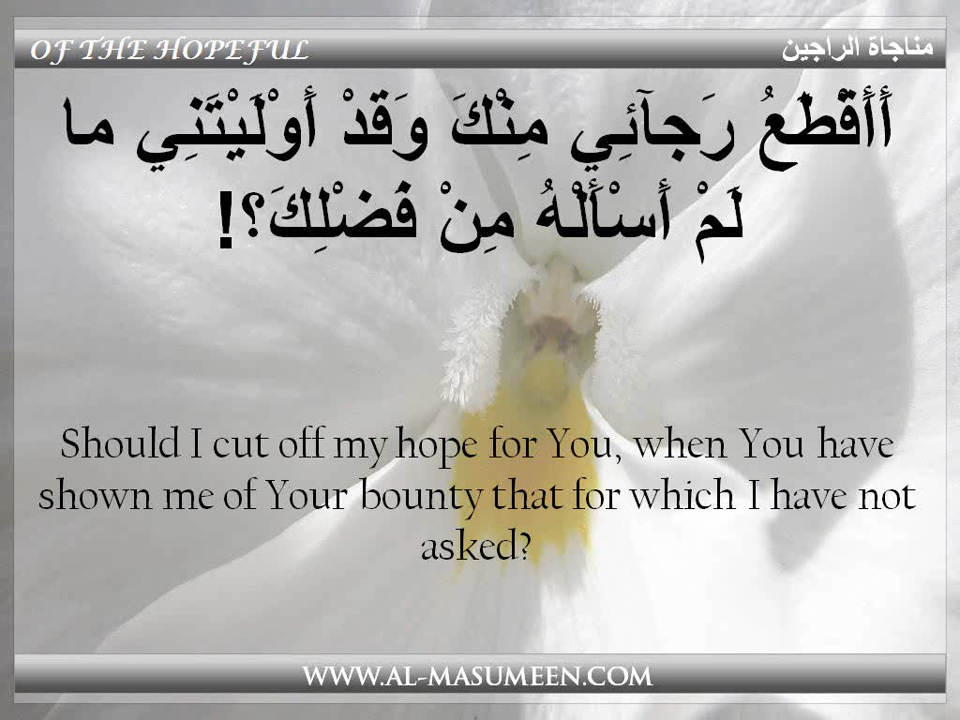 OF THE HOPEFUL
مناجاة الراجين
أَأَقْطَعُ رَجآئِي مِنْكَ وَقَدْ أَوْلَيْتَنِي ما
لَمْ أَسْأَلْهُ مِنْ فَضْلِكَ؟!
Should I cut off my hope for You, when You have
shown me of Your bounty that for which I have not
asked?
WWW.AL-MASUMEEN.COM